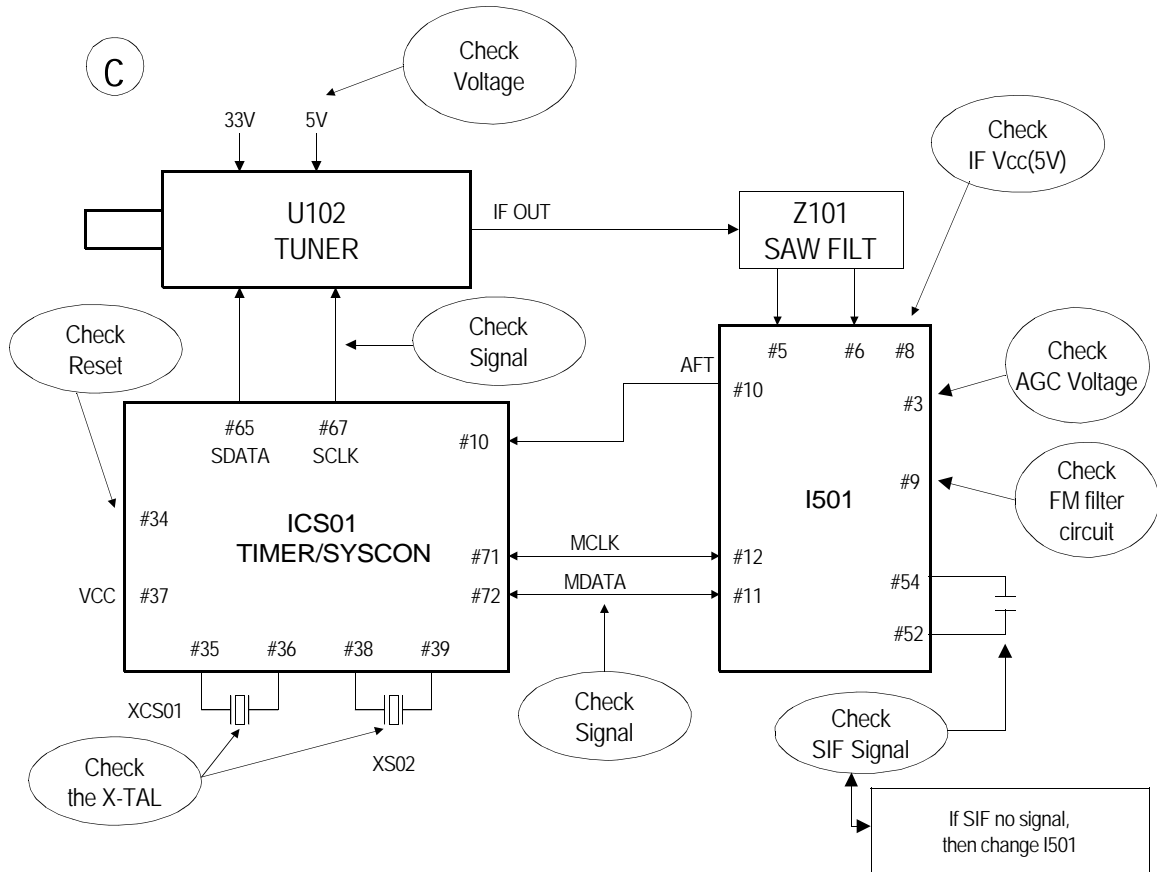 C
Check
Voltage
33V
5V
Check
IF Vcc(5V)
U102
TUNER
IF OUT
Z101
SAW FILT
Check
Reset
Check
Signal
#5
#6
#8
Check
AGC Voltage
AFT
#10
#3
#65
SDATA
#67
SCLK
#10
Check
FM filter
circuit
#9
I501
#34
ICS01
TIMER/SYSCON
#71
MCLK
#12
VCC
#37
#72
MDATA
#11
#54
#52
#35
#36
#38
#39
XCS01
XS02
Check
the X-TAL
Check
Signal
Check
SIF Signal
If SIF no signal,
then change I501